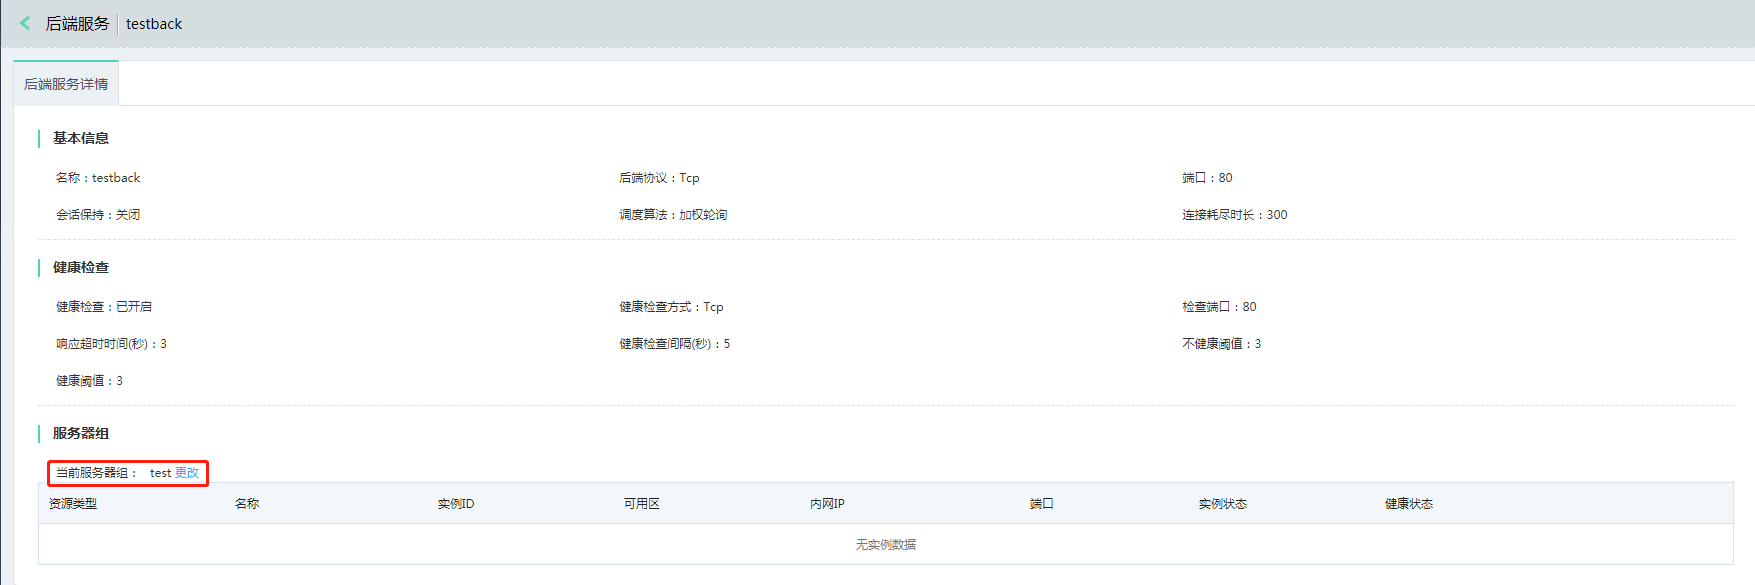 后端服务 testback
后端服务详情
基本信息
名称：testback 后端协议：Tcp 端口：80
会话保持：关闭 调度算法：加权轮询 连接耗尽时长：300
健康检查
健康检查：已开启 健康检查方式：Tcp 检查端口：80
响应超时时间(秒)：3 健康检查间隔(秒)：5 不健康阈值：3
健康阈值：3
服务器组
当前服务器组： test 更改
资源类型 名称 实例ID 可用区 内网IP 端口 实例状态 健康状态
无实例数据